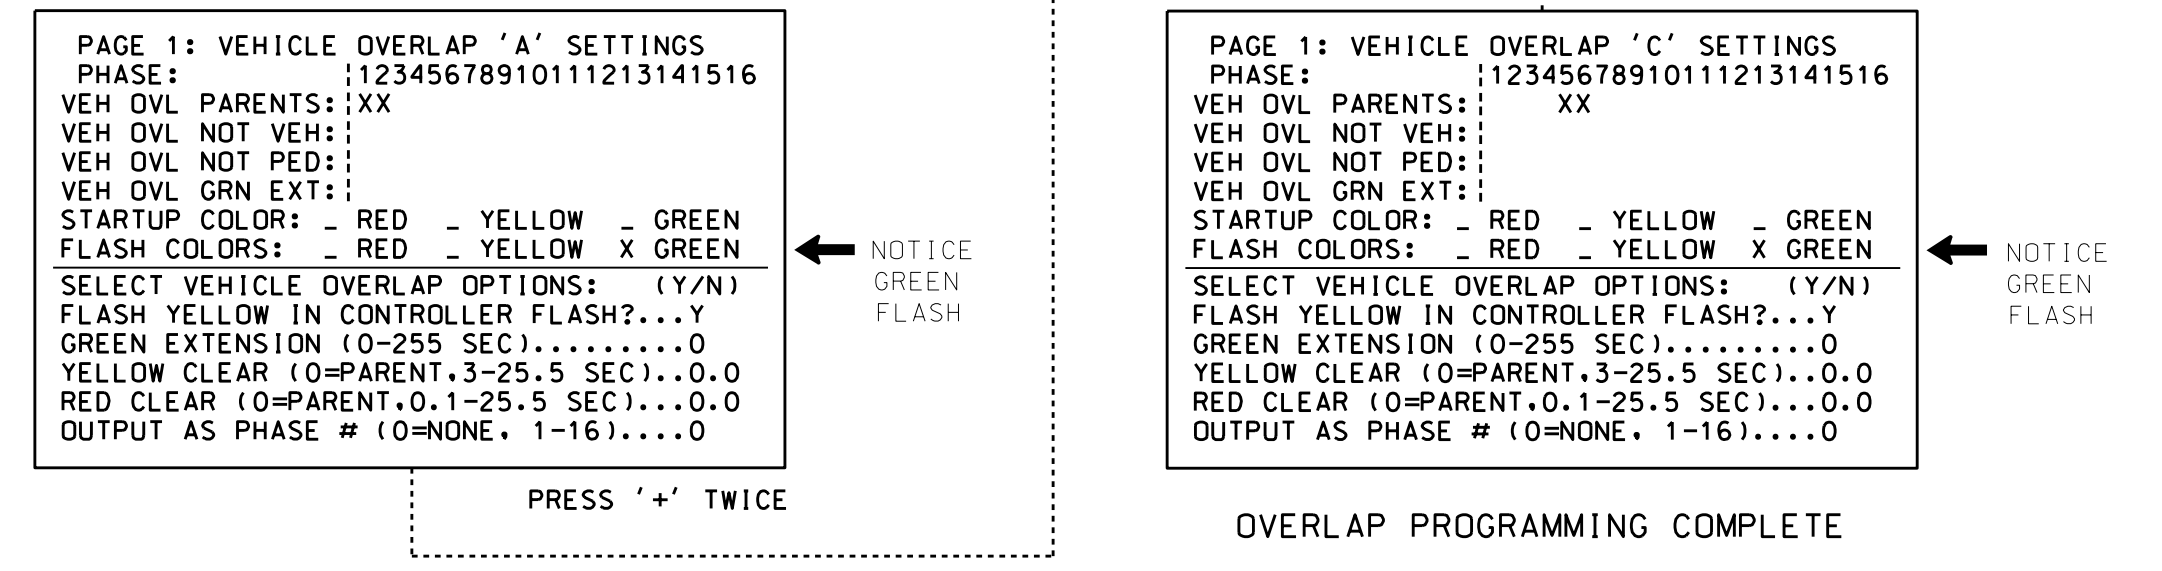 PAGE 1: VEHICLE OVERLAP 'A' SETTINGS
PHASE: ¦12345678910111213141516
VEH OVL PARENTS:¦XX
VEH OVL NOT VEH:¦
VEH OVL NOT PED:¦
VEH OVL GRN EXT:¦
STARTUP COLOR: _ RED _ YELLOW _ GREEN
FLASH COLORS: _ RED _ YELLOW X GREEN
SELECT VEHICLE OVERLAP OPTIONS: (Y/N)
FLASH YELLOW IN CONTROLLER FLASH?...Y
GREEN EXTENSION (0-255 SEC).........0
YELLOW CLEAR (0=PARENT,3-25.5 SEC)..0.0
RED CLEAR (0=PARENT,0.1-25.5 SEC)...0.0
OUTPUT AS PHASE # (0=NONE, 1-16)....0
NOTICE
GREEN
FLASH
PRESS '+' TWICE
PAGE 1: VEHICLE OVERLAP 'C' SETTINGS
PHASE: ¦12345678910111213141516
VEH OVL PARENTS:¦    XX
VEH OVL NOT VEH:¦
VEH OVL NOT PED:¦
VEH OVL GRN EXT:¦
STARTUP COLOR: _ RED _ YELLOW _ GREEN
FLASH COLORS: _ RED _ YELLOW X GREEN
SELECT VEHICLE OVERLAP OPTIONS: (Y/N)
FLASH YELLOW IN CONTROLLER FLASH?...Y
GREEN EXTENSION (0-255 SEC).........0
YELLOW CLEAR (0=PARENT,3-25.5 SEC)..0.0
RED CLEAR (0=PARENT,0.1-25.5 SEC)...0.0
OUTPUT AS PHASE # (0=NONE, 1-16)....0
NOTICE
GREEN
FLASH
OVERLAP PROGRAMMING COMPLETE